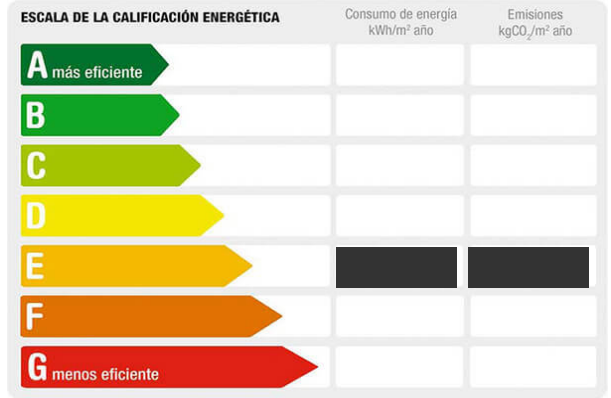 ESCALA DE LA CALIFICACIÓN ENERGÉTICA
Consumo de energía
kWh/m² año
Emisiones
kgCO₂/m² año
A más eficiente
B
C
D
E
F
G menos eficiente